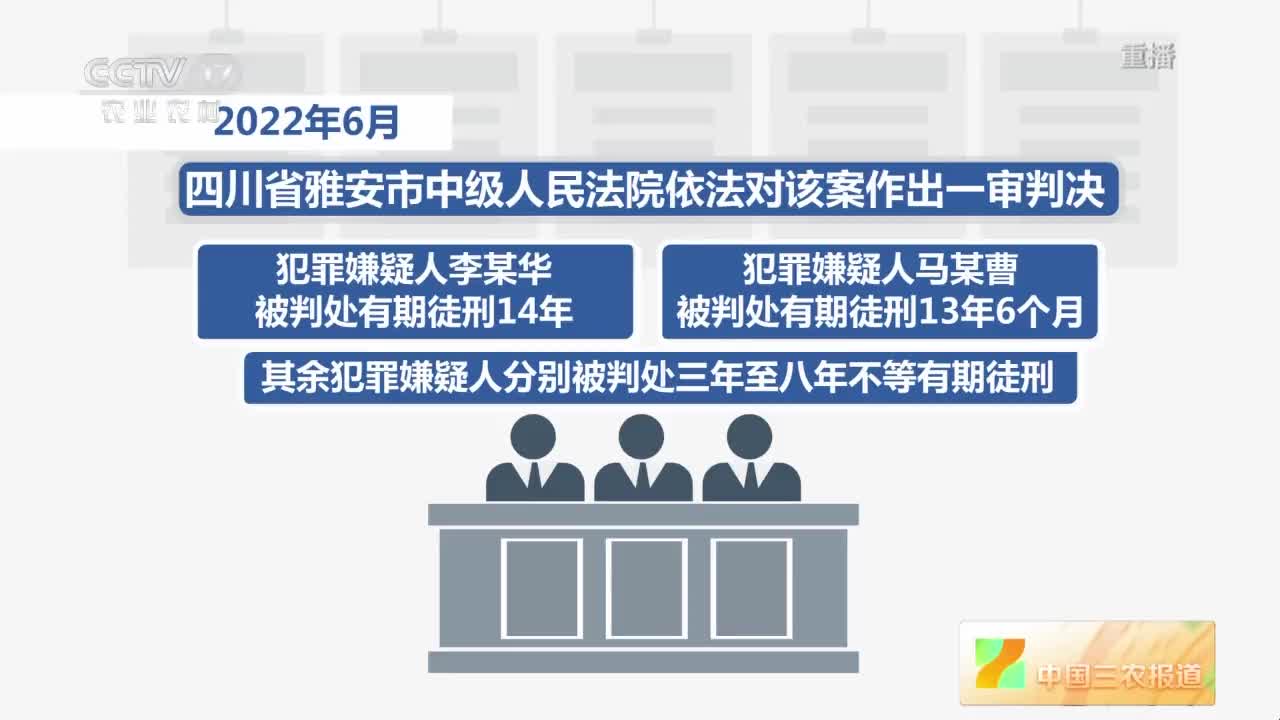 CCTV 17
农业农村
重播
2022年6月
四川省雅安市中级人民法院依法对该案作出一审判决
犯罪嫌疑人李某华
被判处有期徒刑14年
犯罪嫌疑人马某曹
被判处有期徒刑13年6个月
其余犯罪嫌疑人分别被判处三年至八年不等有期徒刑
中国三农报道